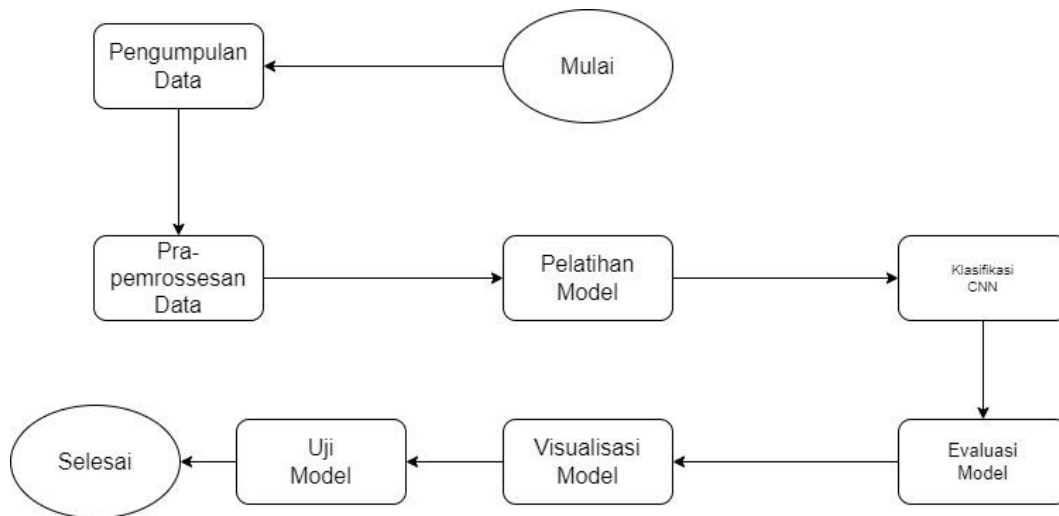 Mulai
Pengumpulan
Data
Pra-
pemrossesan
Data
Pelatihan
Model
Klasifikasi
CNN
Evaluasi
Model
Visualisasi
Model
Uji
Model
Selesai